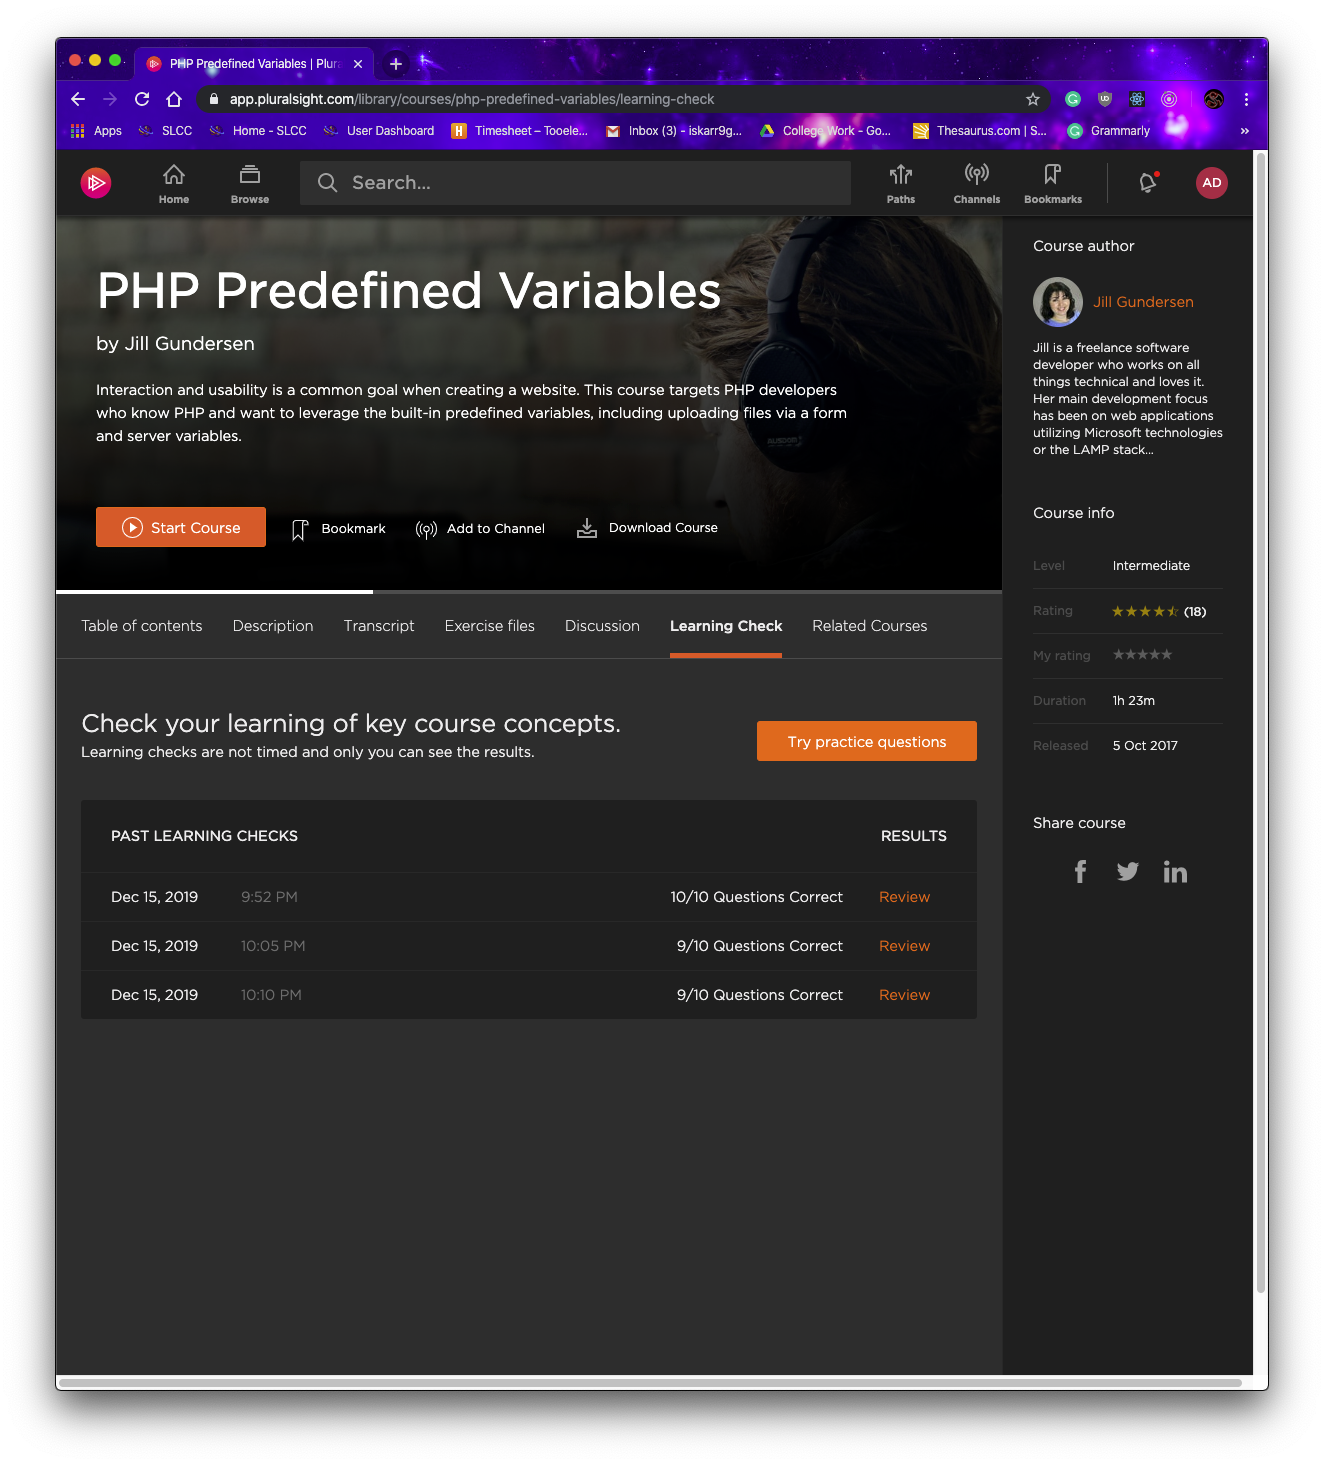 PHP Predefined Variables | Plura
app.pluralsight.com/library/courses/php-predefined-variables/learning-check
Apps SLCC Home - SLCC User Dashboard Timesheet – Tooele... Inbox (3) - iskarr9g... College Work - Go... Thesaurus.com | S... Grammarly »
Home Browse Search... Paths Channels Bookmarks AD
PHP Predefined Variables
by Jill Gundersen
Interaction and usability is a common goal when creating a website. This course targets PHP developers
who know PHP and want to leverage the built-in predefined variables, including uploading files via a form
and server variables.
Start Course Bookmark Add to Channel Download Course
Table of contents Description Transcript Exercise files Discussion Learning Check Related Courses
Check your learning of key course concepts.
Learning checks are not timed and only you can see the results.
Try practice questions
PAST LEARNING CHECKS RESULTS
Dec 15, 2019 9:52 PM 10/10 Questions Correct Review
Dec 15, 2019 10:05 PM 9/10 Questions Correct Review
Dec 15, 2019 10:10 PM 9/10 Questions Correct Review
Course author
Jill Gundersen
Jill is a freelance software
developer who works on all
things technical and loves it.
Her main development focus
has been on web applications
utilizing Microsoft technologies
or the LAMP stack...
Course info
Level Intermediate
Rating (18)
My rating
Duration 1h 23m
Released 5 Oct 2017
Share course